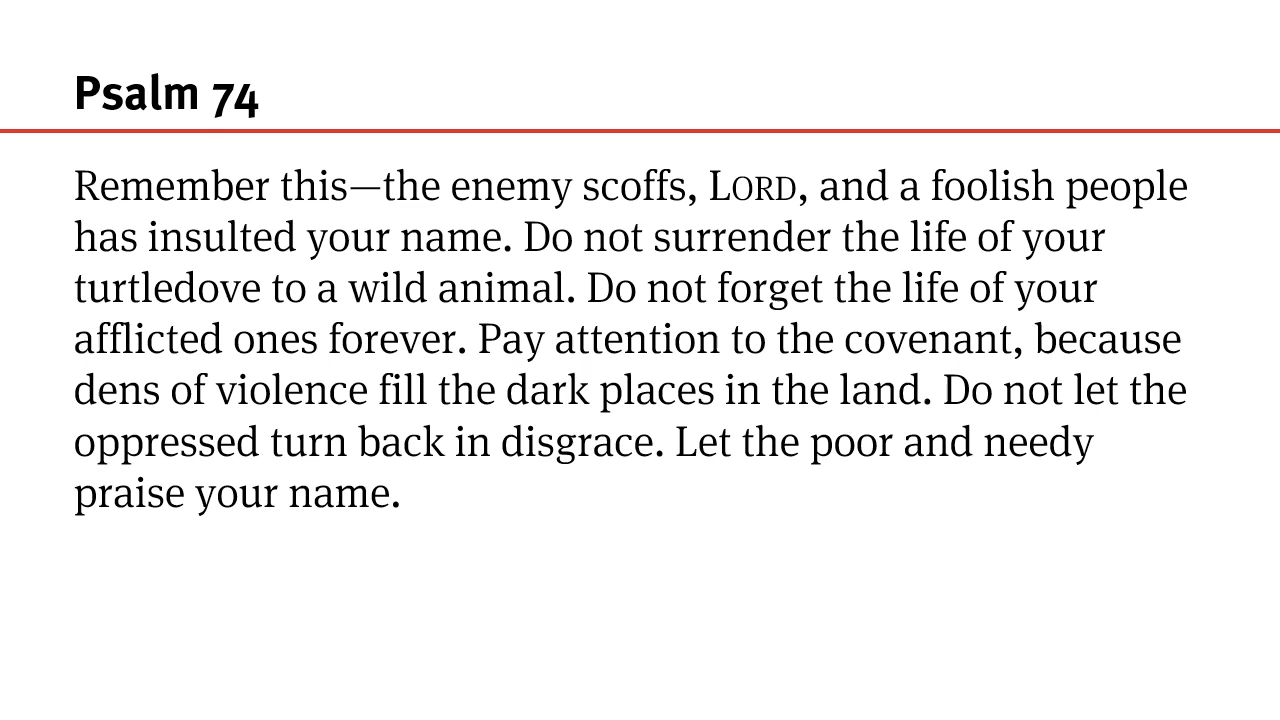 Psalm 74
Remember this—the enemy scoffs, LORD, and a foolish people
has insulted your name. Do not surrender the life of your
turtledove to a wild animal. Do not forget the life of your
afflicted ones forever. Pay attention to the covenant, because
dens of violence fill the dark places in the land. Do not let the
oppressed turn back in disgrace. Let the poor and needy
praise your name.